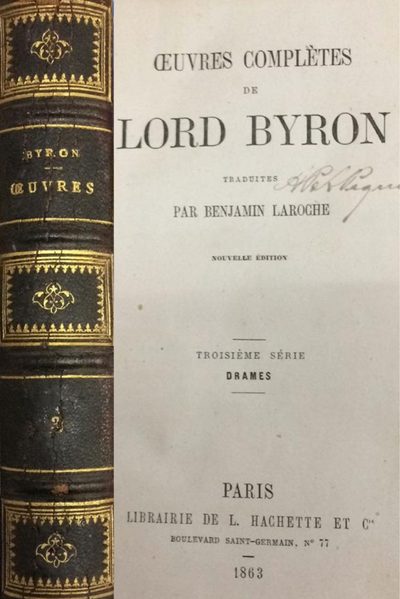 BYRON
ŒUVRES
ŒUVRES COMPLÈTES
DE
LORD BYRON
TRADUITES
PAR BENJAMIN LAROCHE
NOUVELLE ÉDITION
TROISIÈME SÉRIE
DRAMES
PARIS
LIBRAIRIE DE L. HACHETTE ET Cie
BOULEVARD SAINT-GERMAIN, N° 77
1863